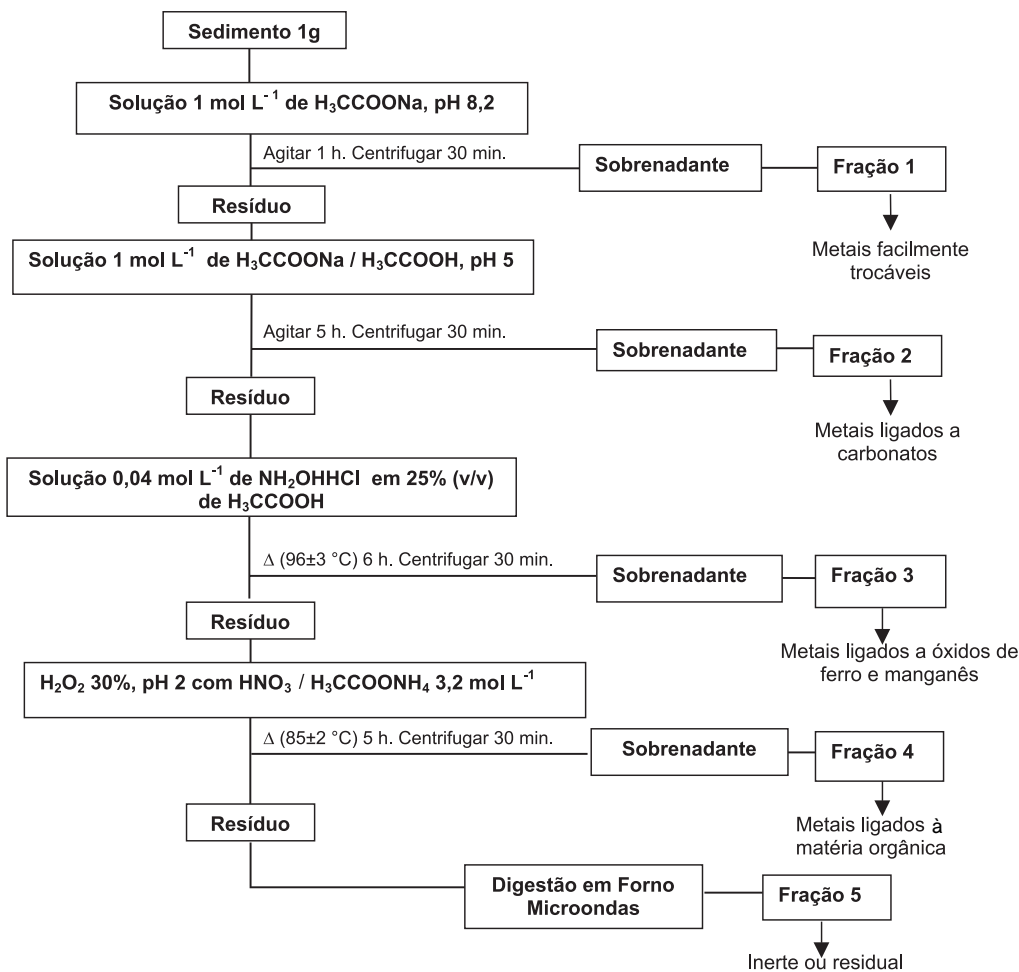 Sedimento 1g
Solução 1 mol L⁻¹ de H₃CCOONa, pH 8,2
Agitar 1 h. Centrifugar 30 min.
Sobrenadante
Fração 1
Resíduo
Metais facilmente
trocáveis
Solução 1 mol L⁻¹ de H₃CCOONa / H₃CCOOH, pH 5
Agitar 5 h. Centrifugar 30 min.
Sobrenadante
Fração 2
Resíduo
Metais ligados a
carbonatos
Solução 0,04 mol L⁻¹ de NH₂OHHCl em 25% (v/v)
de H₃CCOOH
Δ (96±3 °C) 6 h. Centrifugar 30 min.
Sobrenadante
Fração 3
Resíduo
Metais ligados a óxidos de
ferro e manganês
H₂O₂ 30%, pH 2 com HNO₃ / H₃CCOONH₄ 3,2 mol L⁻¹
Δ (85±2 °C) 5 h. Centrifugar 30 min.
Sobrenadante
Fração 4
Resíduo
Metais ligados à
matéria orgânica
Digestão em Forno
Microondas
Fração 5
Inerte ou residual